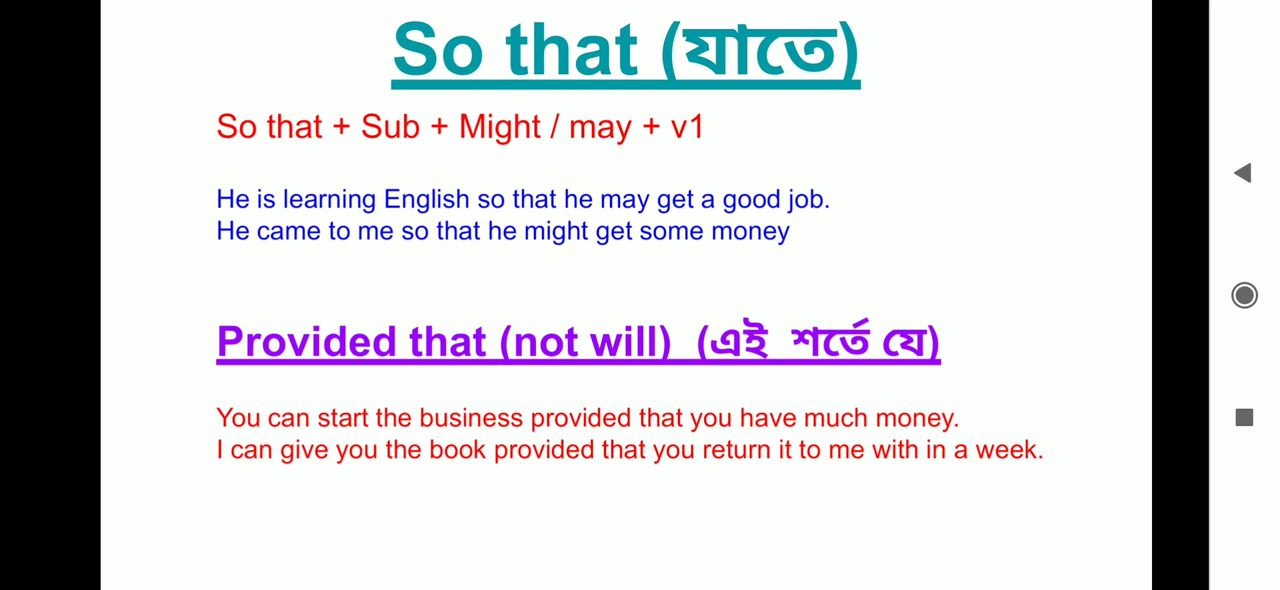 So that (যাতে)
So that + Sub + Might / may + v1
He is learning English so that he may get a good job.
He came to me so that he might get some money
Provided that (not will) (এই শর্তে যে)
You can start the business provided that you have much money.
I can give you the book provided that you return it to me with in a week.